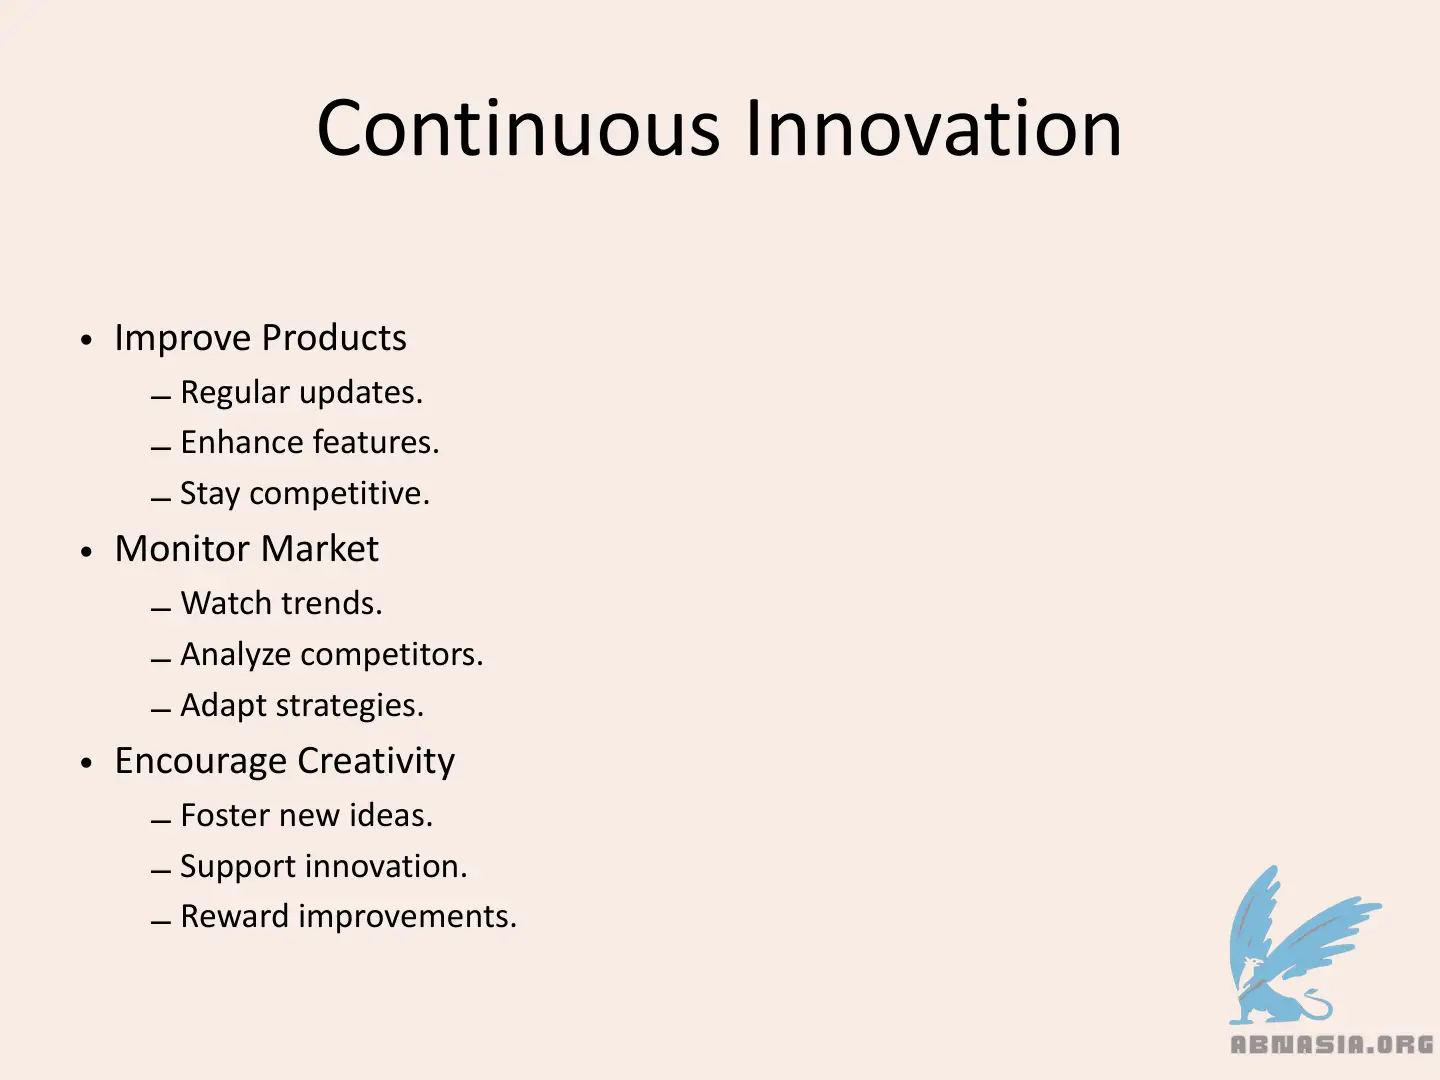 Continuous Innovation
• Improve Products
– Regular updates.
– Enhance features.
– Stay competitive.
• Monitor Market
– Watch trends.
– Analyze competitors.
– Adapt strategies.
• Encourage Creativity
– Foster new ideas.
– Support innovation.
– Reward improvements.
ABNASIA.ORG